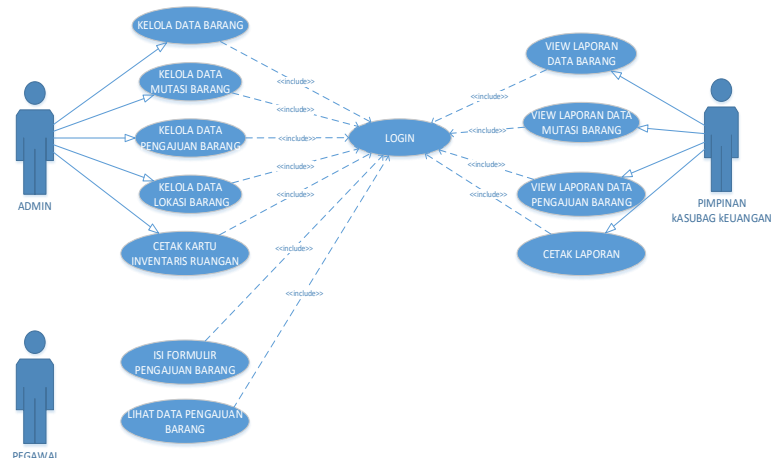 KELOLA DATA BARANG
KELOLA DATA
MUTASI BARANG
KELOLA DATA
PENGAJUAN BARANG
KELOLA DATA
LOKASI BARANG
CETAK KARTU
INVENTARIS RUANGAN
ADMIN
ISI FORMULIR
PENGAJUAN BARANG
LIHAT DATA PENGAJUAN
BARANG
PEGAWAI
<<include>>
<<include>>
<<include>>
<<include>>
<<include>>
<<include>>
<<include>>
LOGIN
<<include>>
<<include>>
<<include>>
<<include>>
VIEW LAPORAN
DATA BARANG
VIEW LAPORAN DATA
MUTASI BARANG
VIEW LAPORAN DATA
PENGAJUAN BARANG
CETAK LAPORAN
PIMPINAN
kASUBAG kEUANGAN